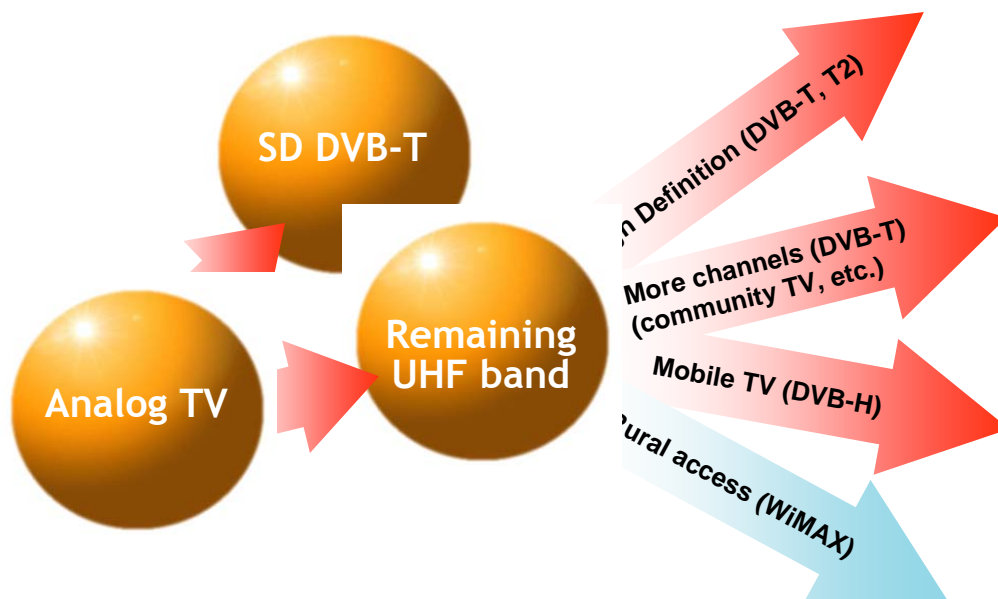 SD DVB-T
Analog TV
Remaining
UHF band
Definition (DVB-T, T2)
More channels (DVB-T)
(community TV, etc.)
Mobile TV (DVB-H)
Rural access (WiMAX)